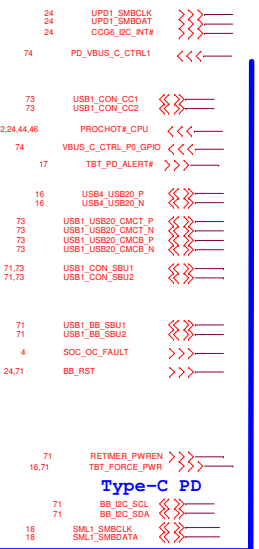 24 UPD1_SMBCLK
24 UPD1_SMBDAT
24 CCG6_I2C_INT#
74 PD_VBUS_C_CTRL1
73 USB1_CON_CC1
73 USB1_CON_CC2
2,24,44,46 PROCHOT#_CPU
74 VBUS_C_CTRL_P0_GPIO
17 TBT_PD_ALERT#
16 USB4_USB20_P
16 USB4_USB20_N
73 USB1_USB20_CMCT_P
73 USB1_USB20_CMCT_N
73 USB1_USB20_CMCB_P
73 USB1_USB20_CMCB_N
71,73 USB1_CON_SBU1
71,73 USB1_CON_SBU2
71 USB1_BB_SBU1
71 USB1_BB_SBU2
4 SOC_OC_FAULT
24,71 BB_RST
71 RETIMER_PWREN
16,71 TBT_FORCE_PWR
Type-C PD
71 BB_I2C_SCL
71 BB_I2C_SDA
18 SML1_SMBCLK
18 SML1_SMBDATA